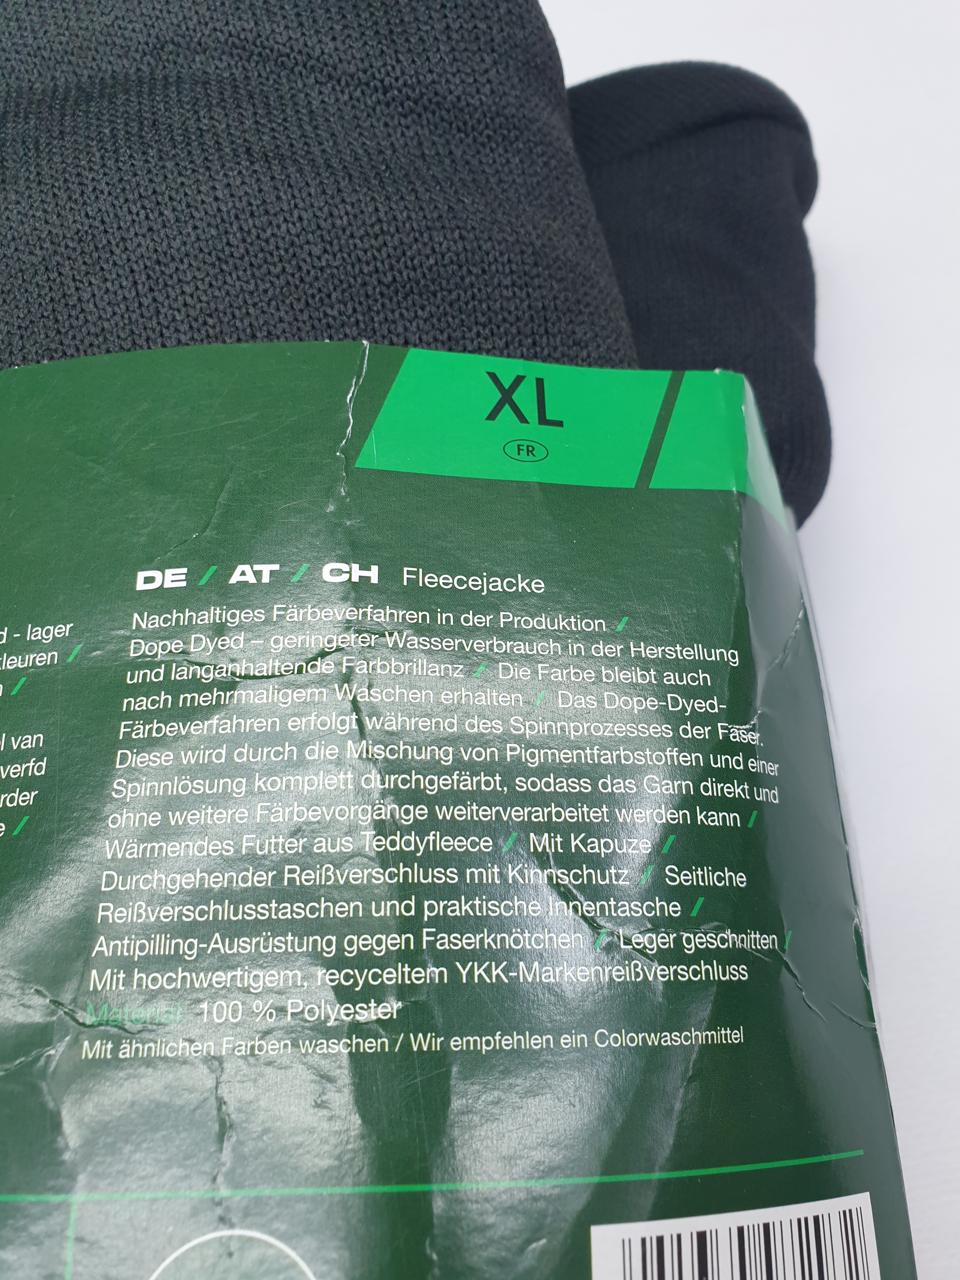 XL
FR
d - lager
kleuren /
/
l van
verfd
rder
e /
DE / AT / CH Fleecejacke
Nachhaltiges Färbeverfahren in der Produktion /
Dope Dyed – geringerer Wasserverbrauch in der Herstellung
und langanhaltende Farbbrillanz / Die Farbe bleibt auch
nach mehrmaligem Waschen erhalten / Das Dope-Dyed-
Färbeverfahren erfolgt während des Spinnprozesses der Faser.
Diese wird durch die Mischung von Pigmentfarbstoffen und einer
Spinnlösung komplett durchgefärbt, sodass das Garn direkt und
ohne weitere Färbevorgänge weiterverarbeitet werden kann /
Wärmendes Futter aus Teddyfleece / Mit Kapuze /
Durchgehender Reißverschluss mit Kinnschutz / Seitliche
Reißverschlusstaschen und praktische Innentasche /
Antipilling-Ausrüstung gegen Faserknötchen / Leger geschnitten /
Mit hochwertigem, recyceltem YKK-Markenreißverschluss
Material: 100 % Polyester
Mit ähnlichen Farben waschen / Wir empfehlen ein Colorwaschmittel